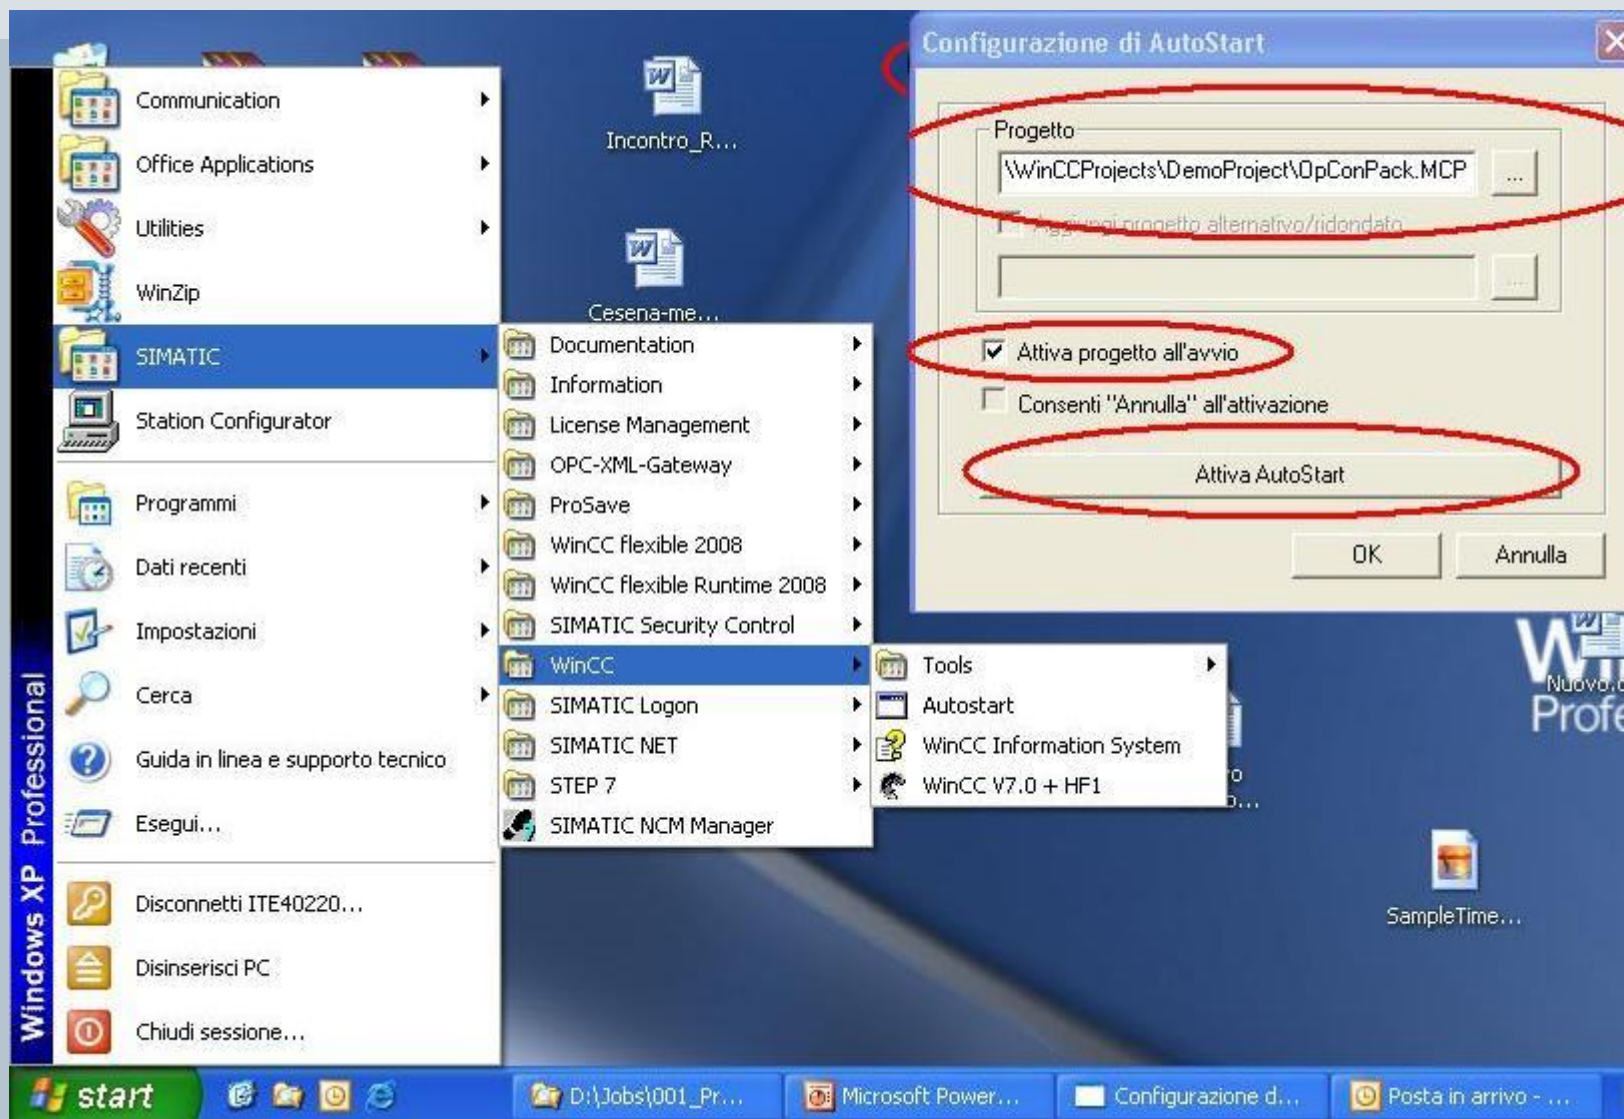 Communication
Office Applications
Utilities
WinZip
SIMATIC
Station Configurator
Programmi
Dati recenti
Impostazioni
Cerca
Guida in linea e supporto tecnico
Esegui...
Disconnetti ITE40220...
Disinserisci PC
Chiudi sessione...
Windows XP Professional
Documentation
Information
License Management
OPC-XML-Gateway
ProSave
WinCC flexible 2008
WinCC flexible Runtime 2008
SIMATIC Security Control
WinCC
SIMATIC Logon
SIMATIC NET
STEP 7
SIMATIC NCM Manager
Tools
Autostart
WinCC Information System
WinCC V7.0 + HF1
Incontro_R...
Cesena-me...
Configurazione di AutoStart
Progetto
\WinCCProjects\DemoProject\OpConPack.MCP
...
Aggiungi progetto alternativo/ridondato
...
Attiva progetto all'avvio
Consenti "Annulla" all'attivazione
Attiva AutoStart
OK
Annulla
SampleTime...
start
D:\Jobs\001_Pr...
Microsoft Power...
Configurazione d...
Posta in arrivo - ...